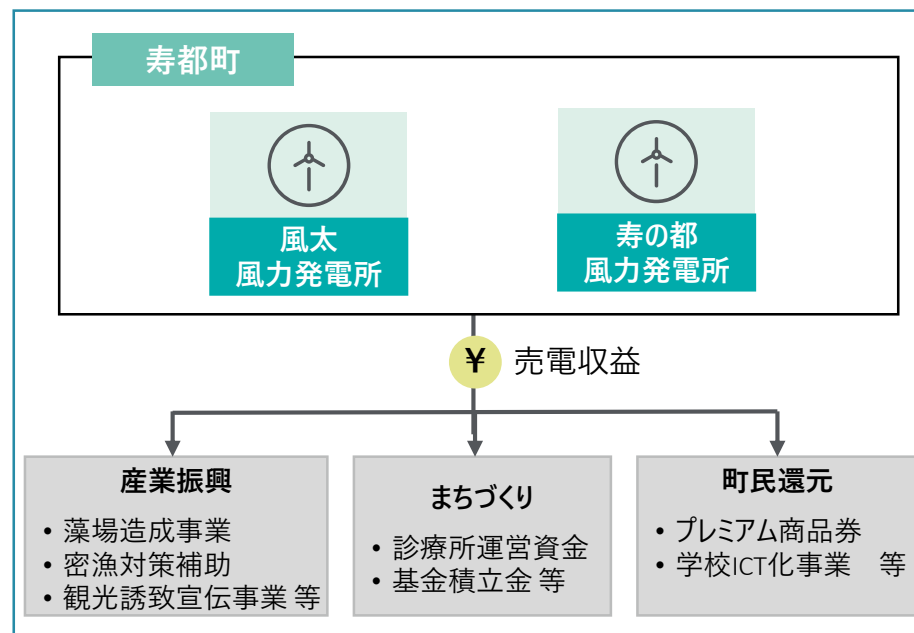 寿都町
風太
風力発電所
寿の都
風力発電所
¥ 売電収益
産業振興
• 藻場造成事業
• 密漁対策補助
• 観光誘致宣伝事業 等
まちづくり
• 診療所運営資金
• 基金積立金 等
町民還元
• プレミアム商品券
• 学校ICT化事業　等